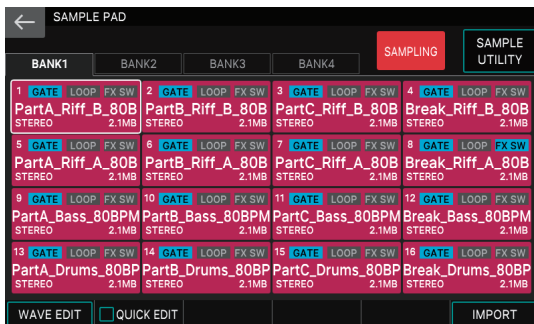 SAMPLE PAD
BANK1 BANK2 BANK3 BANK4 SAMPLING SAMPLE UTILITY
1 GATE LOOP FX SW 2 GATE LOOP FX SW 3 GATE LOOP FX SW 4 GATE LOOP FX SW
PartA_Riff_B_80B PartB_Riff_B_80B PartC_Riff_B_80B Break_Riff_B_80B
STEREO 2.1MB STEREO 2.1MB STEREO 2.1MB STEREO 2.1MB
5 GATE LOOP FX SW 6 GATE LOOP FX SW 7 GATE LOOP FX SW 8 GATE LOOP FX SW
PartA_Riff_A_80B PartB_Riff_A_80B PartC_Riff_A_80B Break_Riff_A_80B
STEREO 2.1MB STEREO 2.1MB STEREO 2.1MB STEREO 2.1MB
9 GATE LOOP FX SW 10 GATE LOOP FX SW 11 GATE LOOP FX SW 12 GATE LOOP FX SW
PartA_Bass_80BPM PartB_Bass_80BPM PartC_Bass_80BPM Break_Bass_80BPM
STEREO 2.1MB STEREO 2.1MB STEREO 2.1MB STEREO 2.1MB
13 GATE LOOP FX SW 14 GATE LOOP FX SW 15 GATE LOOP FX SW 16 GATE LOOP FX SW
PartA_Drums_80BP PartB_Drums_80BP PartC_Drums_80BP Break_Drums_80BP
STEREO 2.1MB STEREO 2.1MB STEREO 2.1MB STEREO 2.1MB
WAVE EDIT QUICK EDIT IMPORT